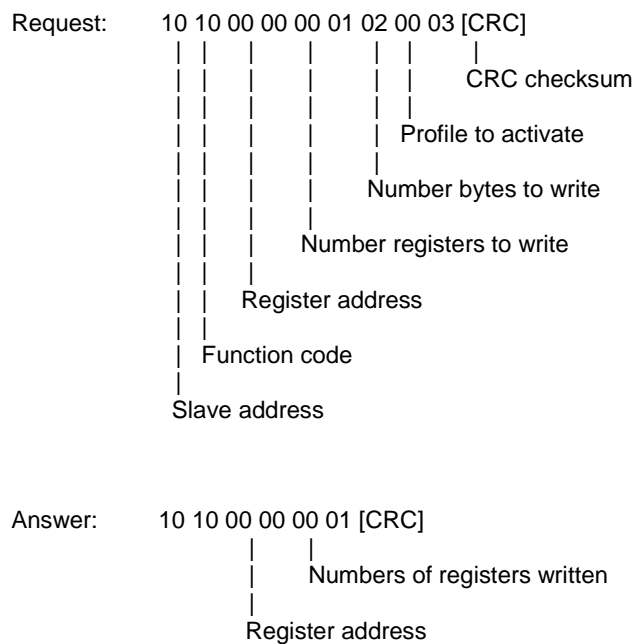 Request: 10 10 00 00 00 01 02 00 03 [CRC]
CRC checksum
Profile to activate
Number bytes to write
Number registers to write
Register address
Function code
Slave address
Answer: 10 10 00 00 00 01 [CRC]
Numbers of registers written
Register address